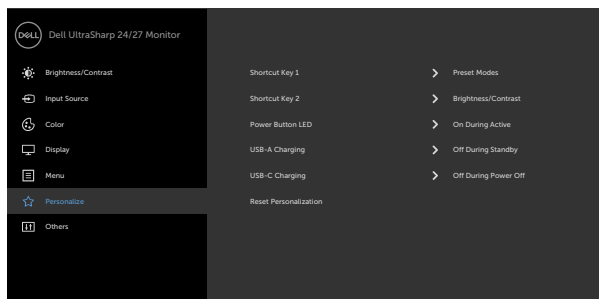 DELL Dell UltraSharp 24/27 Monitor
Brightness/Contrast Shortcut Key 1 Preset Modes
Input Source Shortcut Key 2 Brightness/Contrast
Color Power Button LED On During Active
Display USB-A Charging Off During Standby
Menu USB-C Charging Off During Power Off
Personalize Reset Personalization
Others